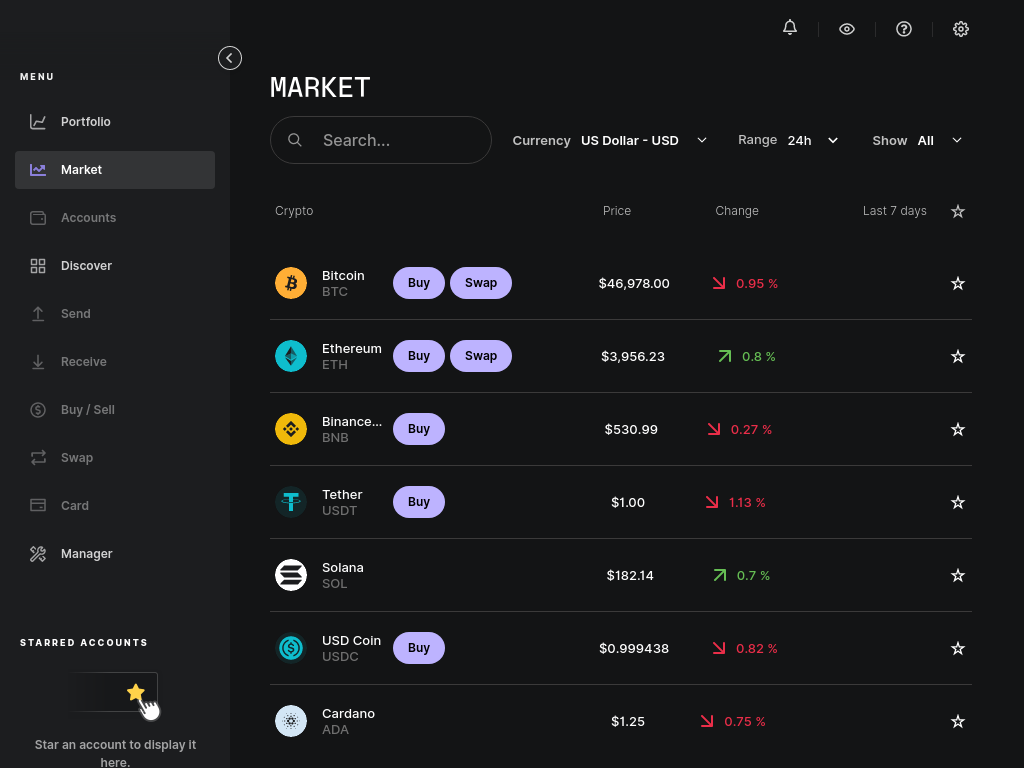 MENU
Portfolio
Market
Accounts
Discover
Send
Receive
Buy / Sell
Swap
Card
Manager
STARRED ACCOUNTS
Star an account to display it
here.
MARKET
Search...
Currency US Dollar - USD
Range 24h
Show All
Crypto Price Change Last 7 days
Bitcoin
BTC
Buy Swap $46,978.00 0.95 %
Ethereum
ETH
Buy Swap $3,956.23 0.8 %
Binance...
BNB
Buy $530.99 0.27 %
Tether
USDT
Buy $1.00 1.13 %
Solana
SOL
$182.14 0.7 %
USD Coin
USDC
Buy $0.999438 0.82 %
Cardano
ADA
$1.25 0.75 %